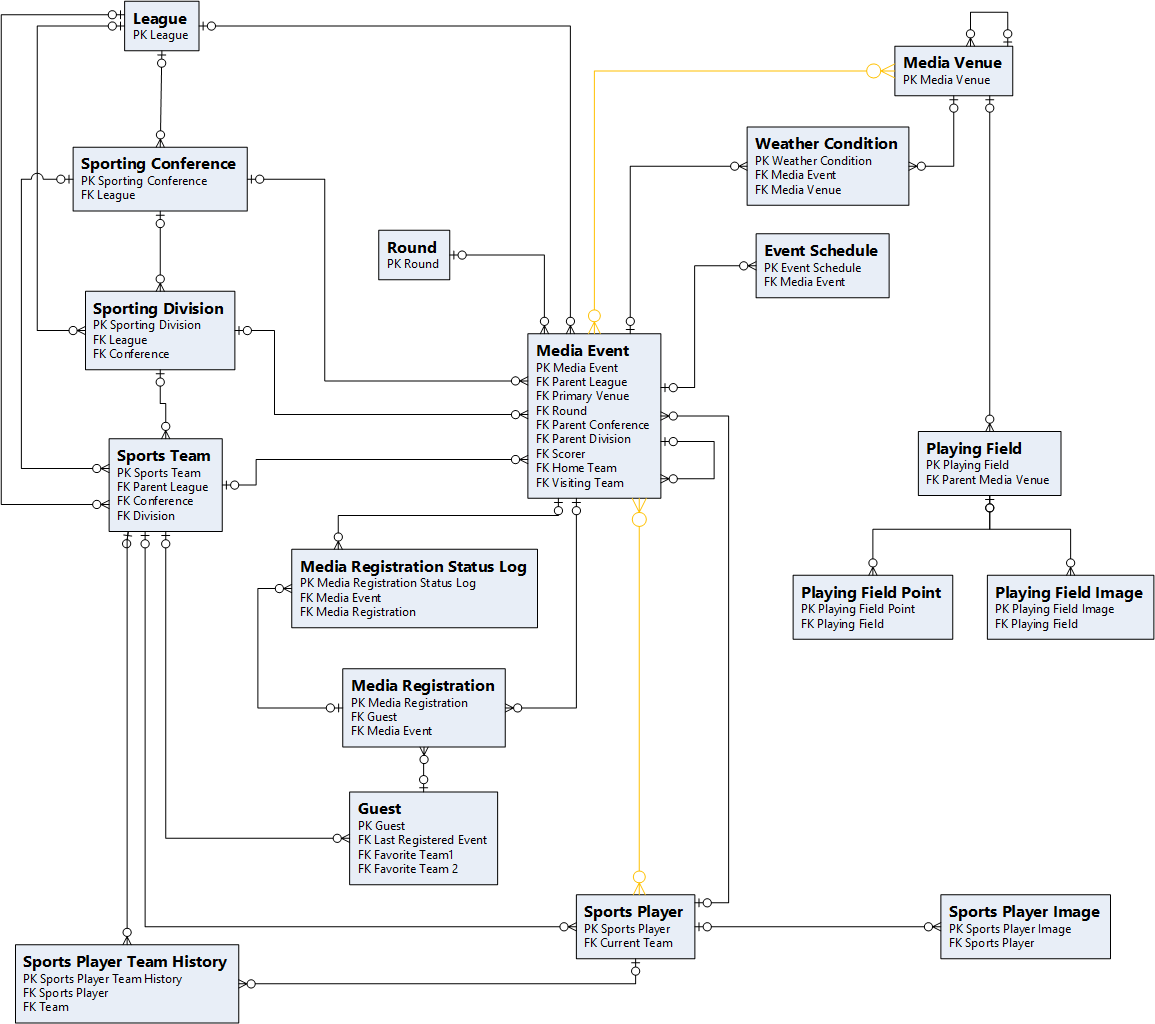 League
PK League
Media Venue
PK Media Venue
Weather Condition
PK Weather Condition
FK Media Event
FK Media Venue
Sporting Conference
PK Sporting Conference
FK League
Round
PK Round
Event Schedule
PK Event Schedule
FK Media Event
Sporting Division
PK Sporting Division
FK League
FK Conference
Media Event
PK Media Event
FK Parent League
FK Primary Venue
FK Round
FK Parent Conference
FK Parent Division
FK Scorer
FK Home Team
FK Visiting Team
Sports Team
PK Sports Team
FK Parent League
FK Conference
FK Division
Playing Field
PK Playing Field
FK Parent Media Venue
Media Registration Status Log
PK Media Registration Status Log
FK Media Event
FK Media Registration
Playing Field Point
PK Playing Field Point
FK Playing Field
Playing Field Image
PK Playing Field Image
FK Playing Field
Media Registration
PK Media Registration
FK Guest
FK Media Event
Guest
PK Guest
FK Last Registered Event
FK Favorite Team1
FK Favorite Team 2
Sports Player
PK Sports Player
FK Current Team
Sports Player Image
PK Sports Player Image
FK Sports Player
Sports Player Team History
PK Sports Player Team History
FK Sports Player
FK Team